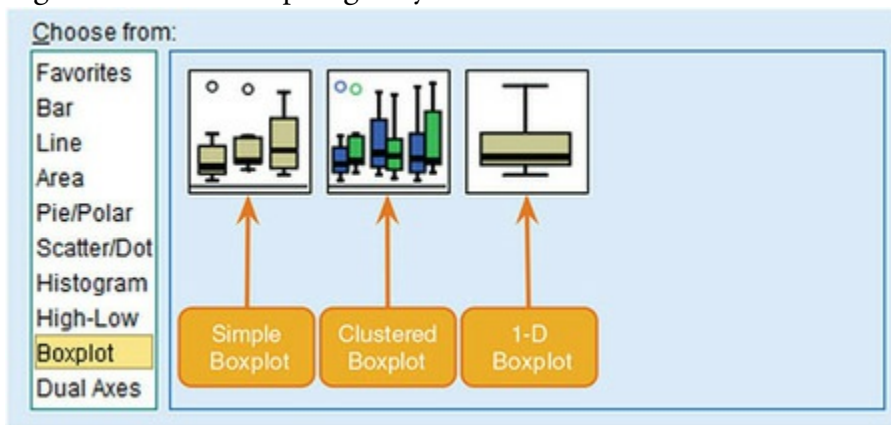 Choose from:
Favorites
Bar
Line
Area
Pie/Polar
Scatter/Dot
Histogram
High-Low
Boxplot
Dual Axes
Simple
Boxplot
Clustered
Boxplot
1-D
Boxplot